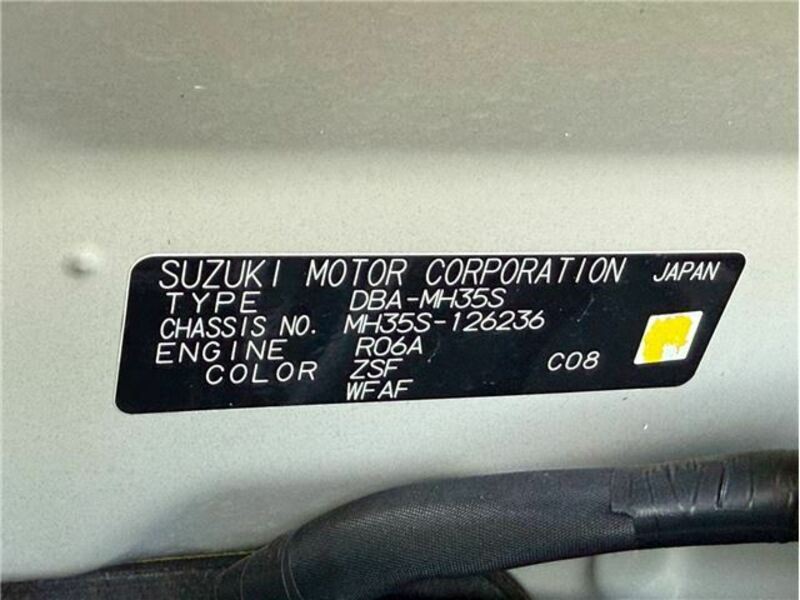 SUZUKI MOTOR CORPORATION JAPAN
TYPE DBA-MH35S
CHASSIS NO. MH35S-126236
ENGINE R06A
COLOR ZSF C08
WFAF